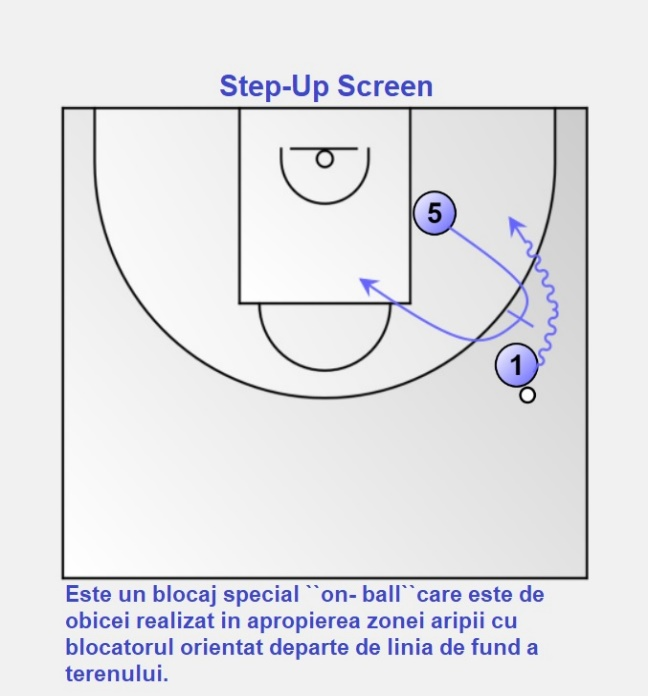 Step-Up Screen
5
1
Este un blocaj special ``on- ball``care este de
obicei realizat in apropierea zonei aripii cu
blocatorul orientat departe de linia de fund a
terenului.